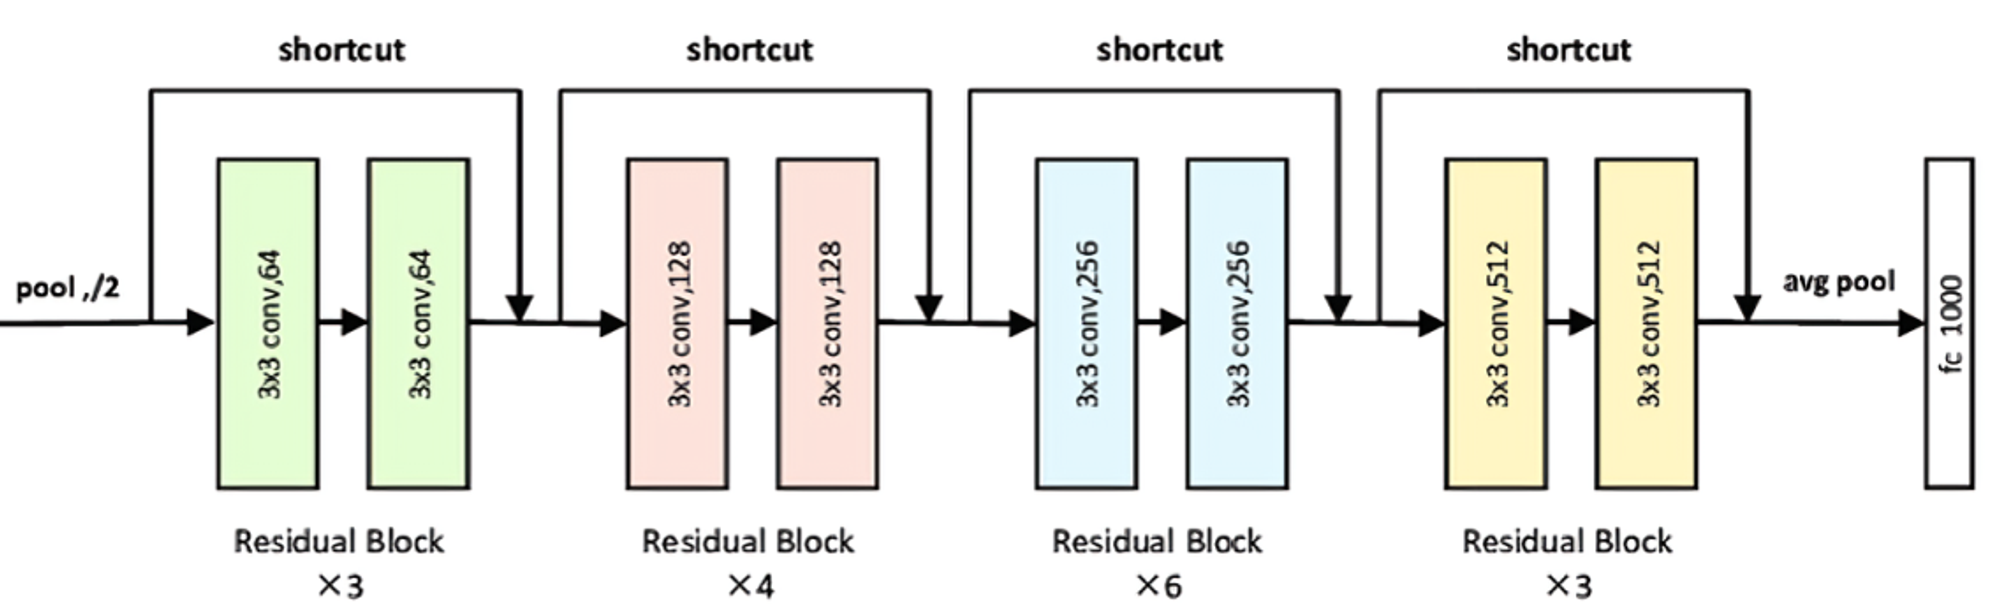 shortcut
shortcut
shortcut
shortcut
pool ,/2
3x3 conv,64
3x3 conv,64
3x3 conv,128
3x3 conv,128
3x3 conv,256
3x3 conv,256
3x3 conv,512
3x3 conv,512
avg pool
fc 1000
Residual Block
×3
Residual Block
×4
Residual Block
×6
Residual Block
×3